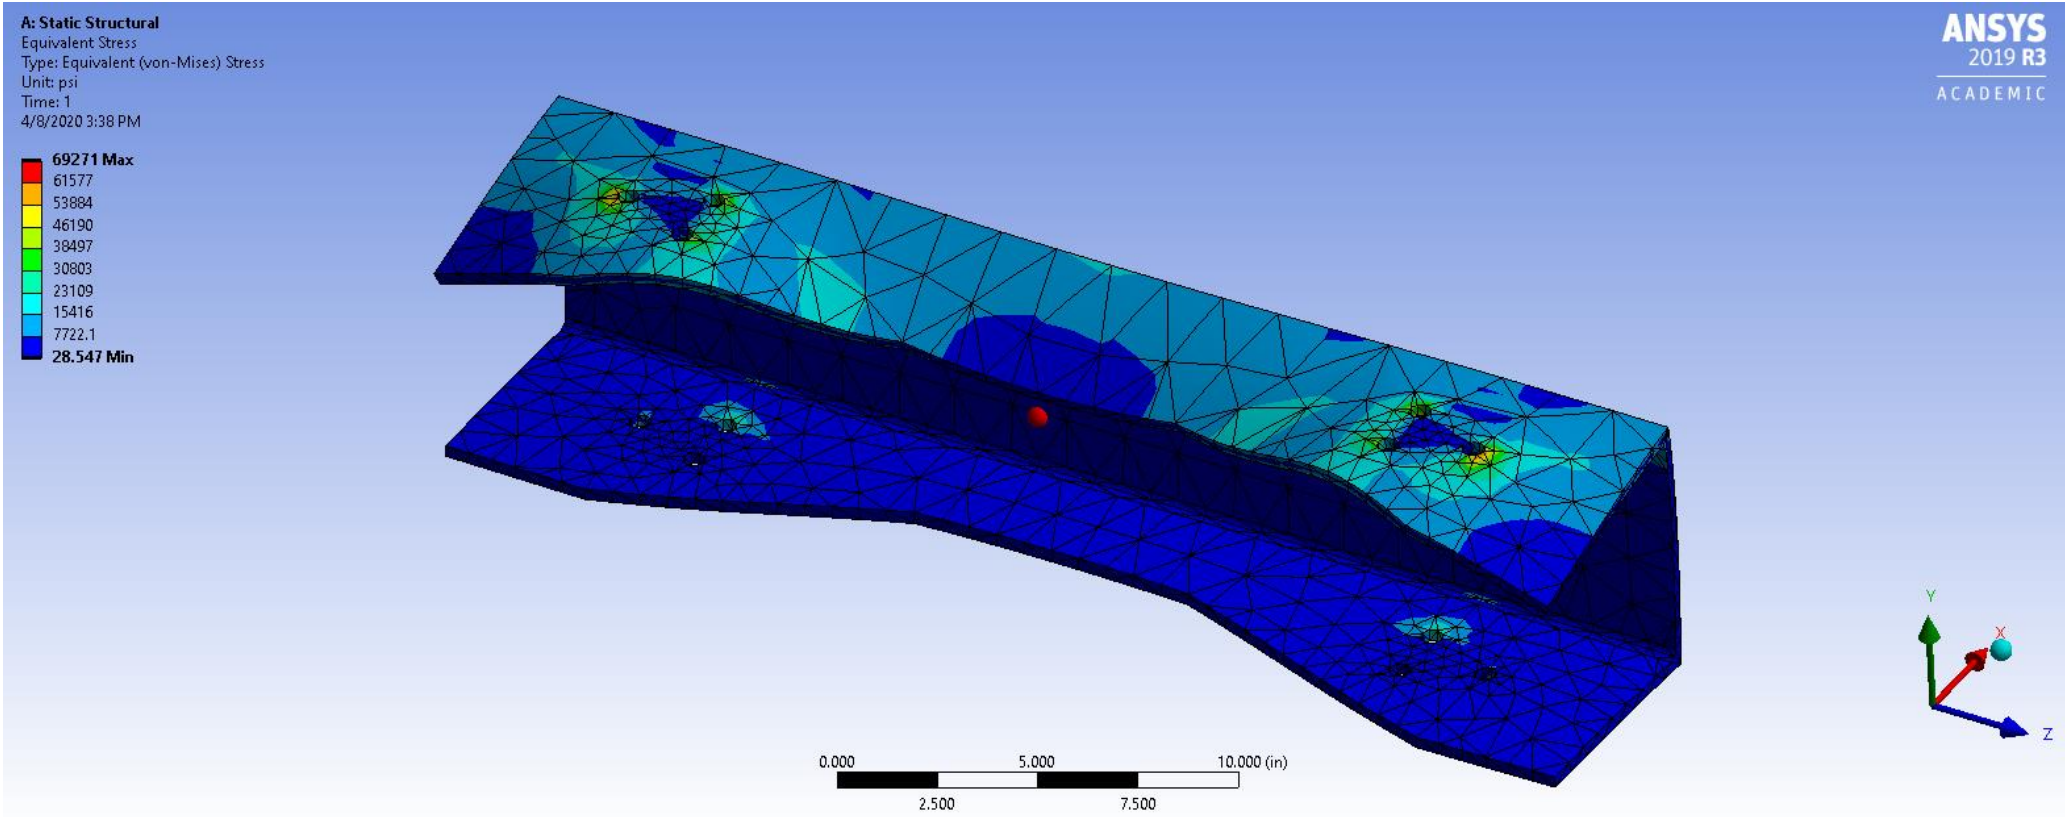 A: Static Structural
Equivalent Stress
Type: Equivalent (von-Mises) Stress
Unit: psi
Time: 1
4/8/2020 3:38 PM
69271 Max
61577
53884
46190
38497
30803
23109
15416
7722.1
28.547 Min
ANSYS
2019 R3
ACADEMIC
0.000 5.000 10.000 (in)
2.500 7.500
Y
X
Z